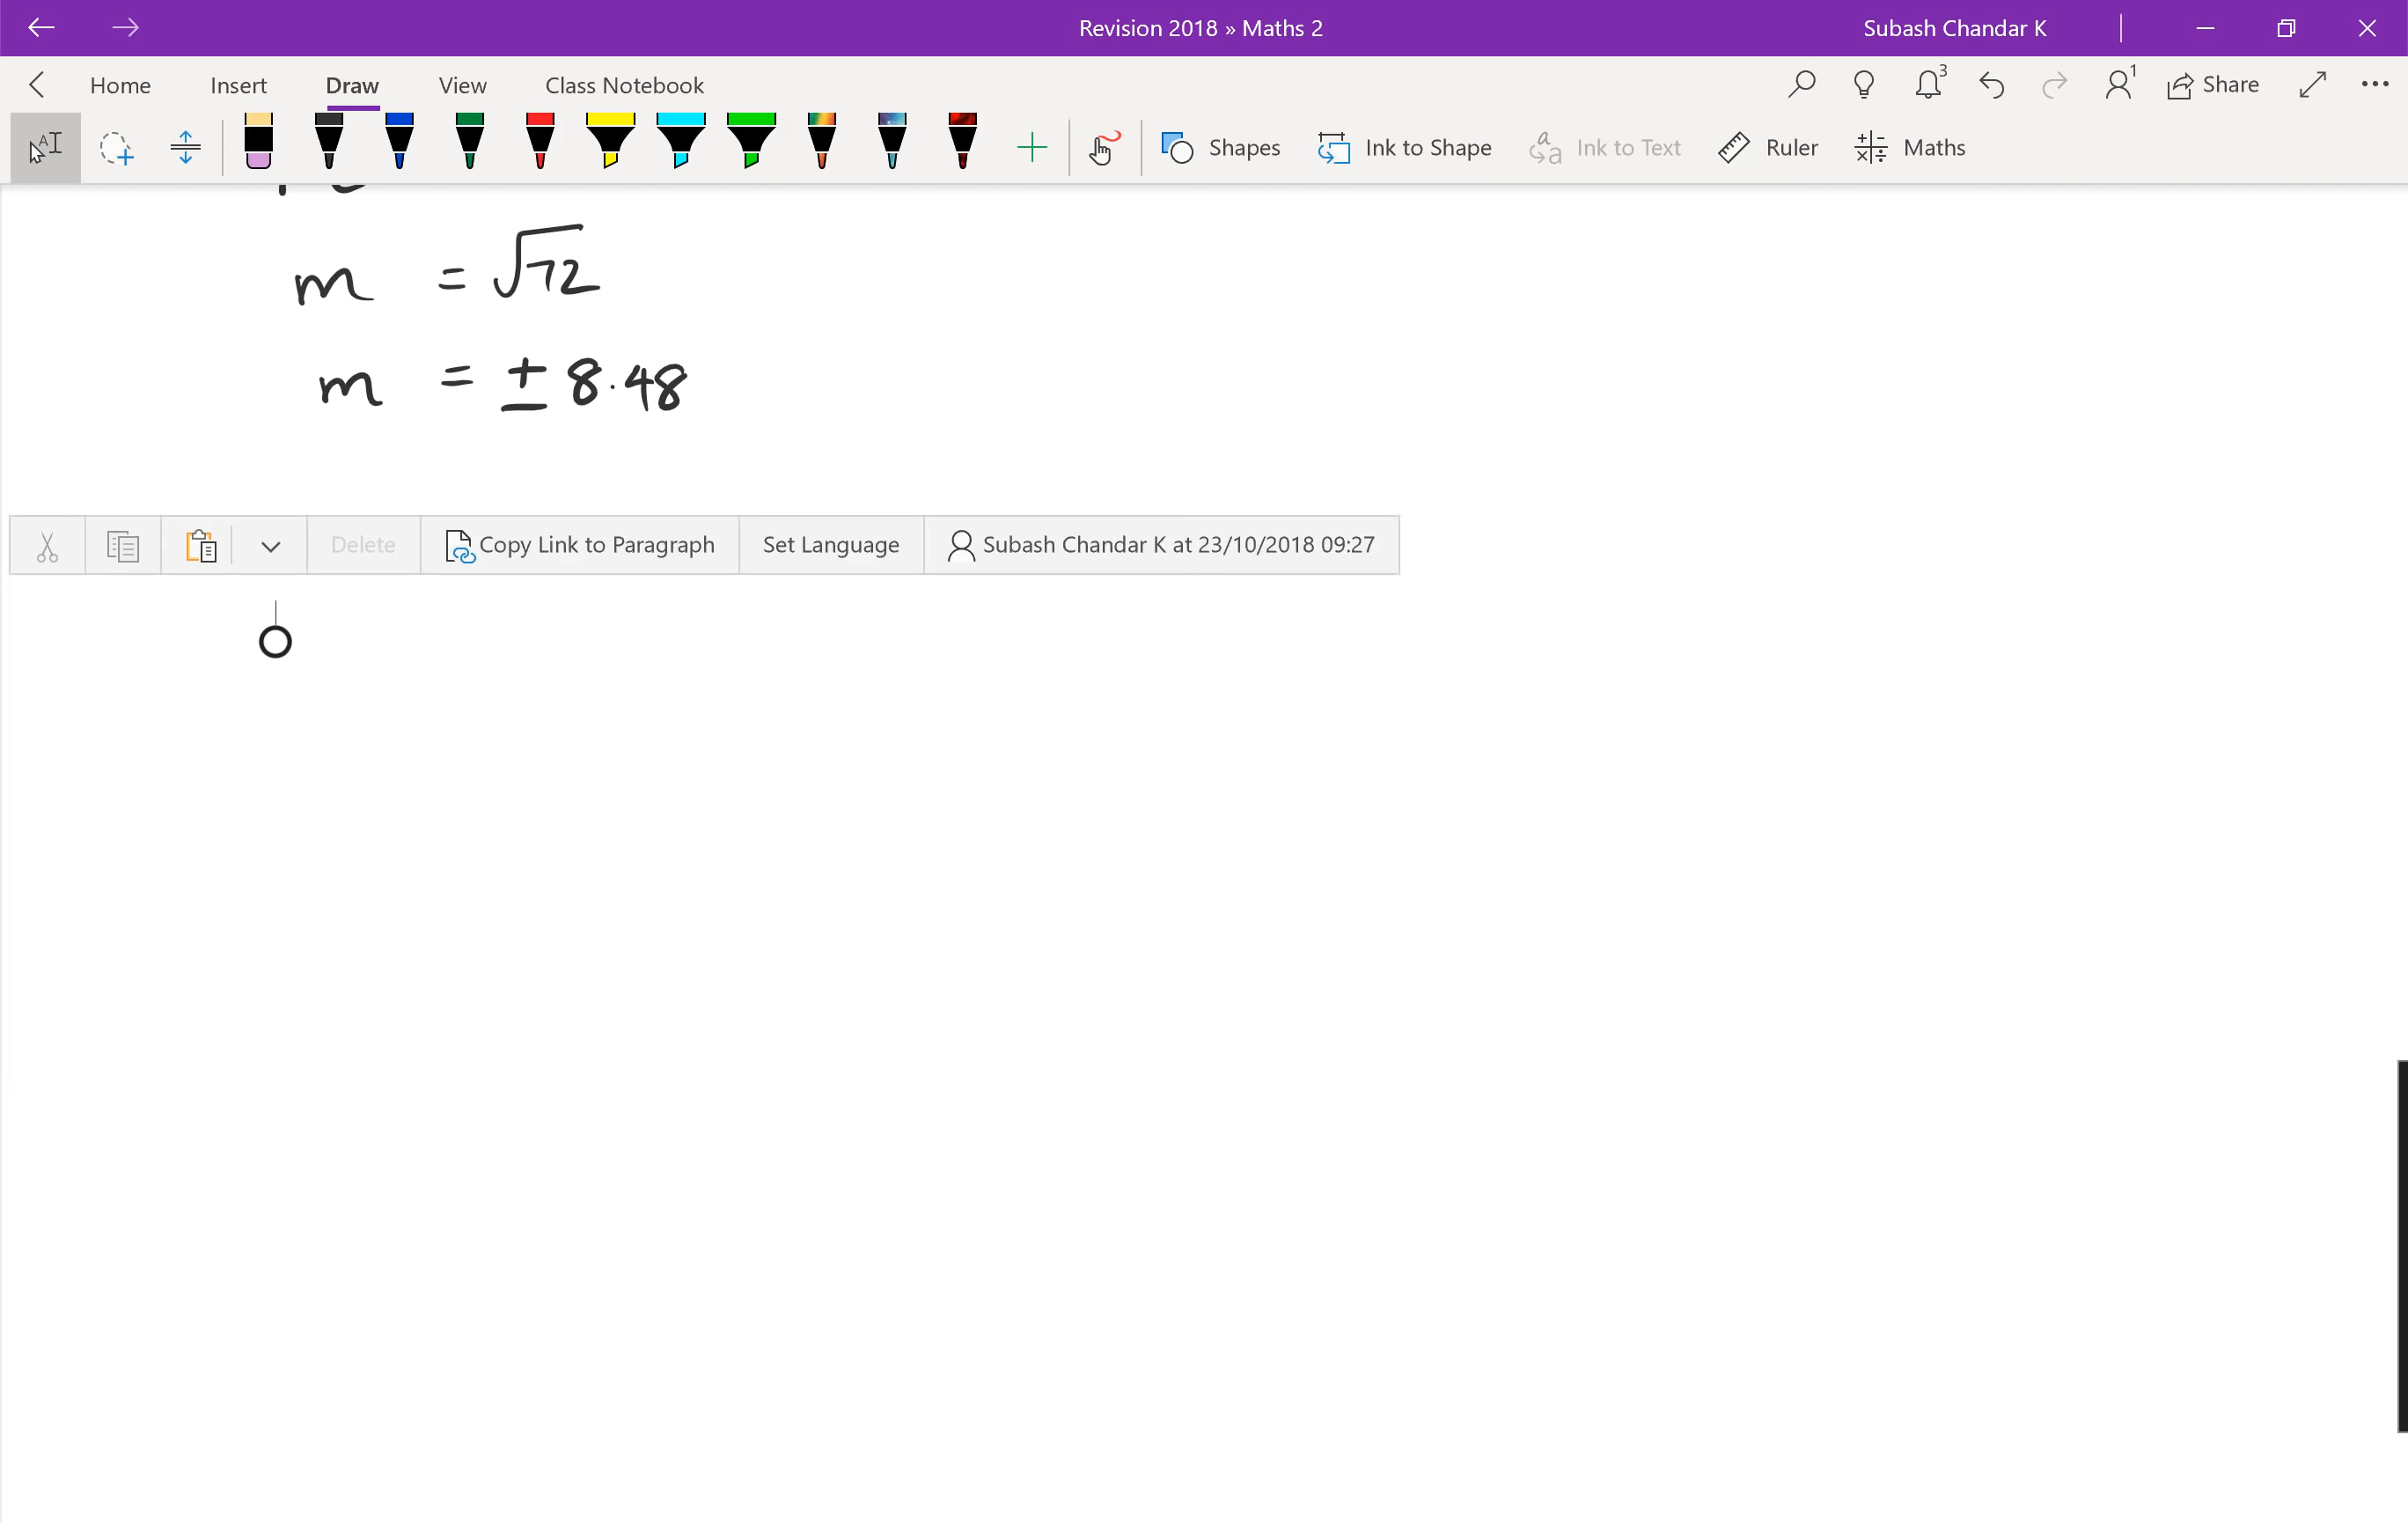 Revision 2018 » Maths 2
Subash Chandar K
Home Insert Draw View Class Notebook
3
1
Share
Shapes Ink to Shape Ink to Text Ruler Maths
m = √72
m = ± 8.48
Delete Copy Link to Paragraph Set Language Subash Chandar K at 23/10/2018 09:27